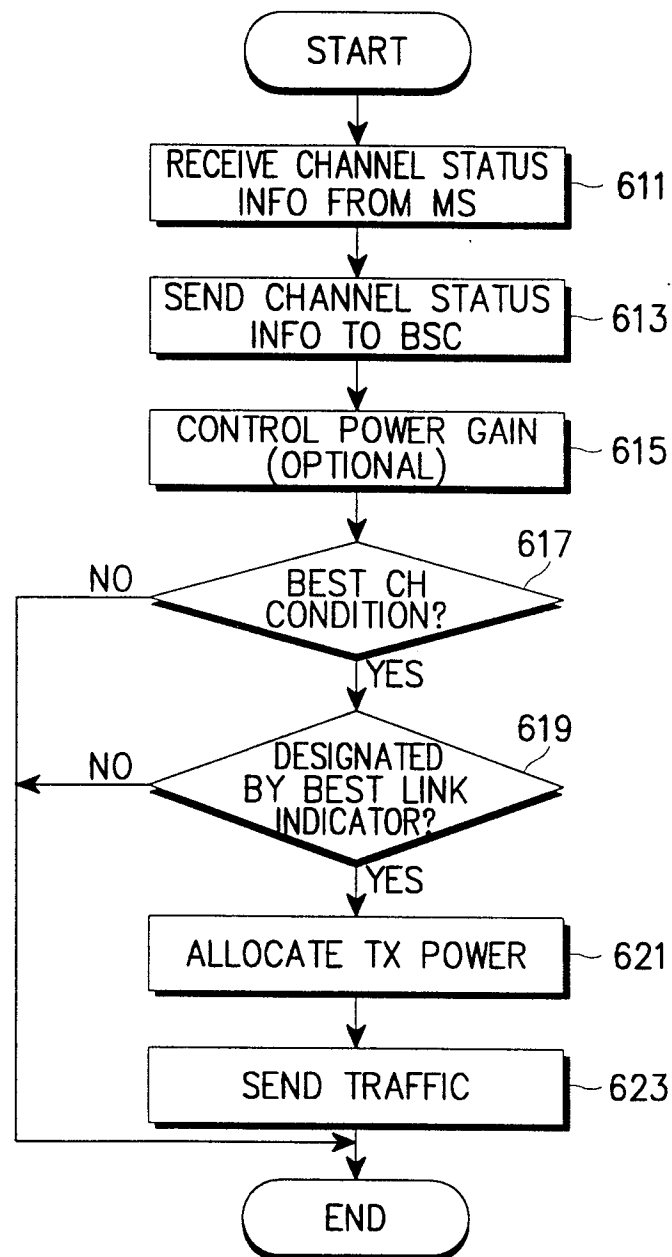 START
RECEIVE CHANNEL STATUS
INFO FROM MS
611
SEND CHANNEL STATUS
INFO TO BSC
613
CONTROL POWER GAIN
(OPTIONAL)
615
617
NO
BEST CH
CONDITION?
YES
619
NO
DESIGNATED
BY BEST LINK
INDICATOR?
YES
ALLOCATE TX POWER
621
SEND TRAFFIC
623
END